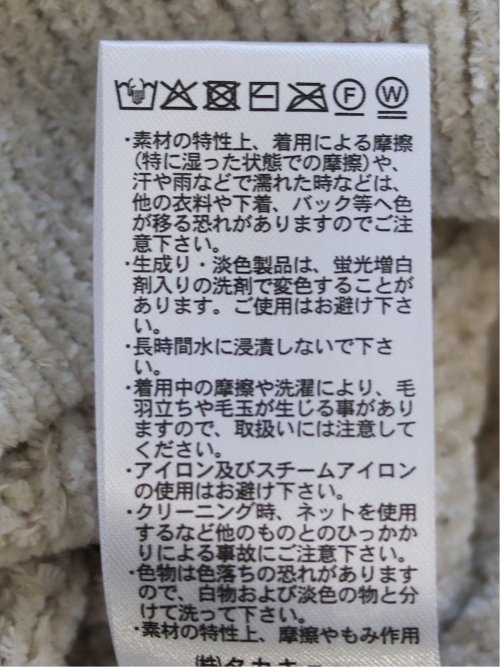 F W
・素材の特性上、着用による摩擦
(特に湿った状態での摩擦)や、
汗や雨などで濡れた時などは、
他の衣料や下着、バック等へ色
が移る恐れがありますのでご注
意下さい。
・生成り・淡色製品は、蛍光増白
剤入りの洗剤で変色することが
あります。ご使用はお避け下さ
い。
・長時間水に浸漬しないで下さ
い。
・着用中の摩擦や洗濯により、毛
羽立ちや毛玉が生じる事があり
ますので、取扱いには注意して
ください。
・アイロン及びスチームアイロン
の使用はお避け下さい。
・クリーニング時、ネットを使用
するなど他のものとのひっかか
りによる事故にご注意下さい。
・色物は色落ちの恐れがあります
ので、白物および淡色の物と分
けて洗って下さい。
・素材の特性上、摩擦やもみ作用